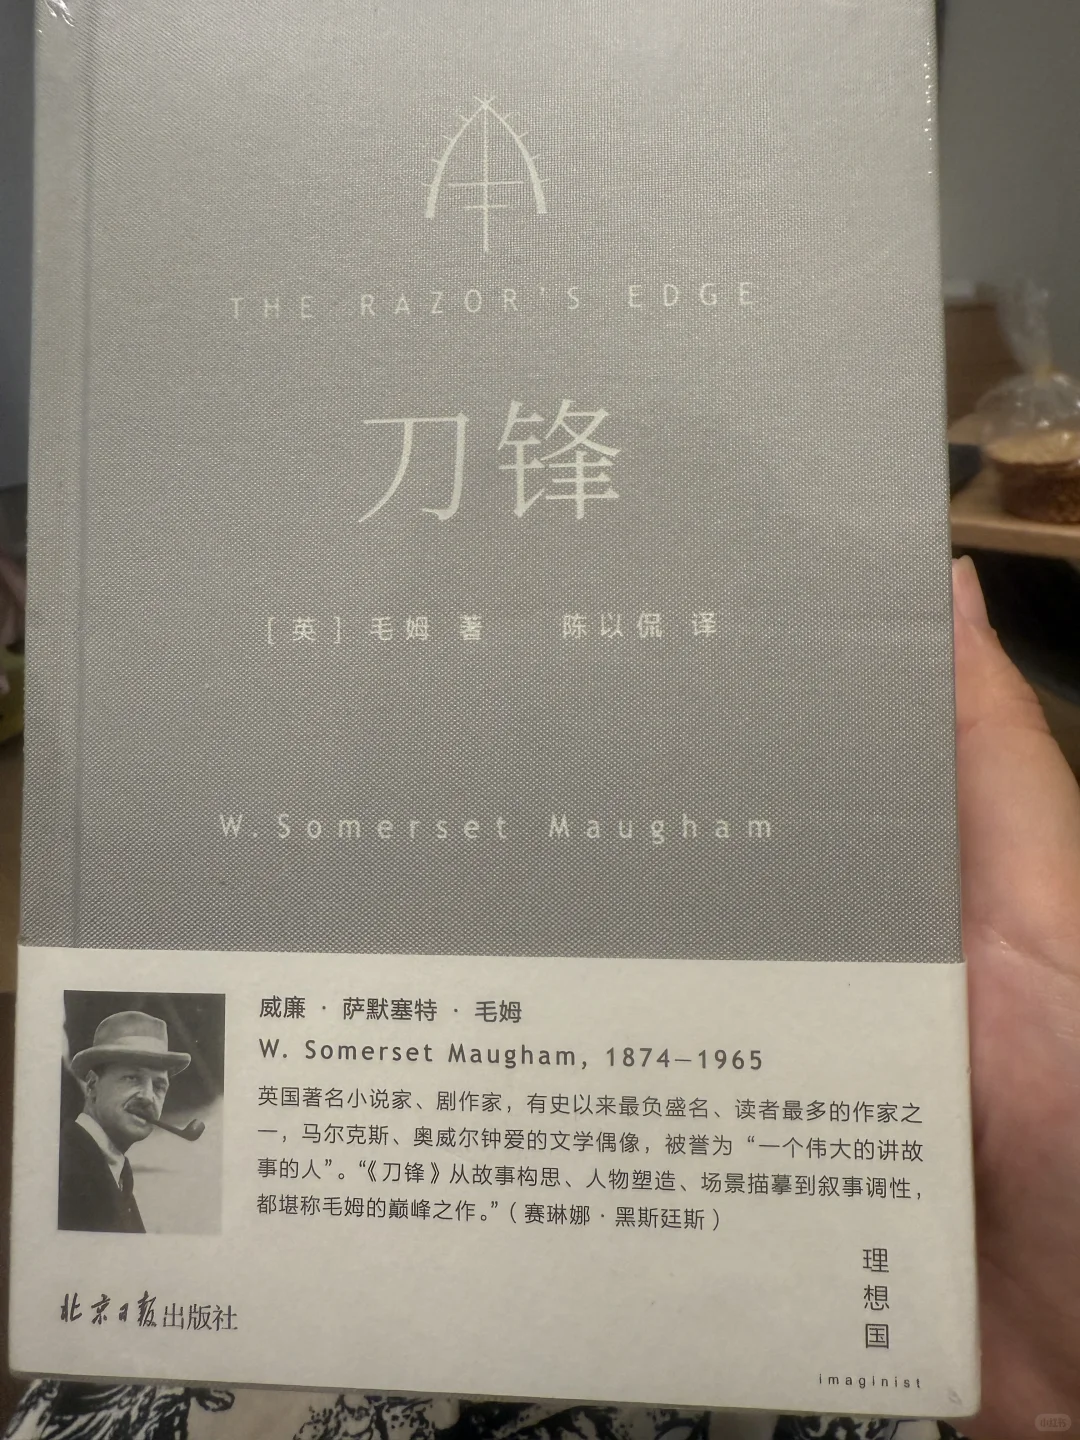 THE RAZOR'S EDGE
刀锋
[英] 毛姆 著 陈以侃 译
W. Somerset Maugham
威廉·萨默塞特·毛姆
W. Somerset Maugham, 1874—1965
英国著名小说家、剧作家，有史以来最负盛名、读者最多的作家之
一，马尔克斯、奥威尔钟爱的文学偶像，被誉为“一个伟大的讲故
事的人”。“《刀锋》从故事构思、人物塑造、场景描摹到叙事调性，
都堪称毛姆的巅峰之作。”（赛琳娜·黑斯廷斯）
北京日报出版社
理
想
国
imaginist
小红书